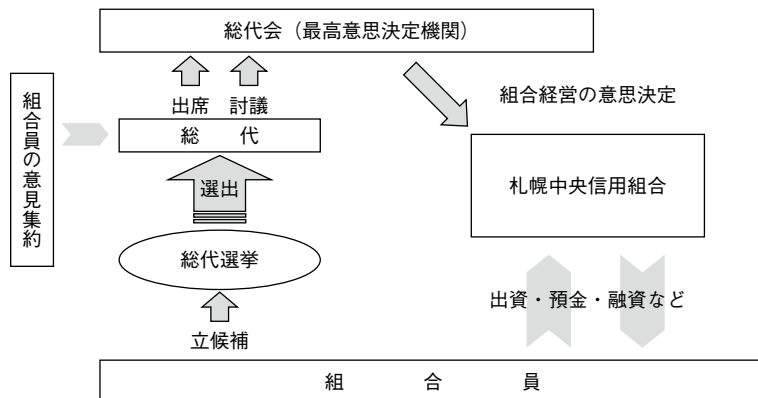 総代会（最高意思決定機関）
組合員の意見集約
出席 討議
総　代
選出
総代選挙
立候補
組合経営の意思決定
札幌中央信用組合
出資・預金・融資など
組　合　員